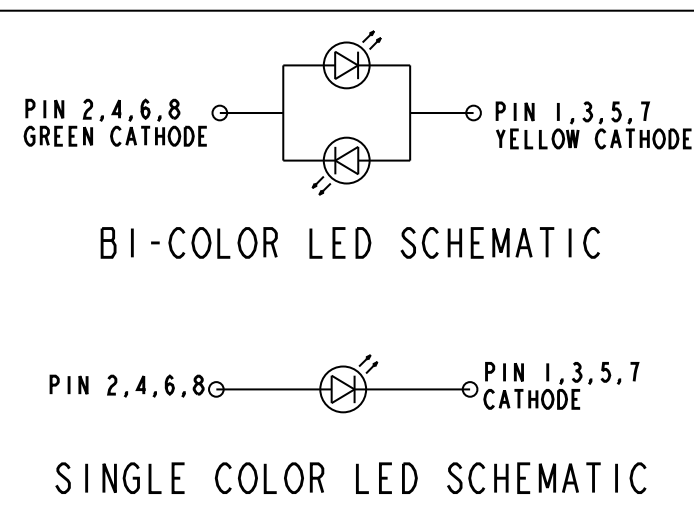 PIN 2,4,6,8
GREEN CATHODE
PIN 1,3,5,7
YELLOW CATHODE
BI-COLOR LED SCHEMATIC
PIN 2,4,6,8
PIN 1,3,5,7
CATHODE
SINGLE COLOR LED SCHEMATIC